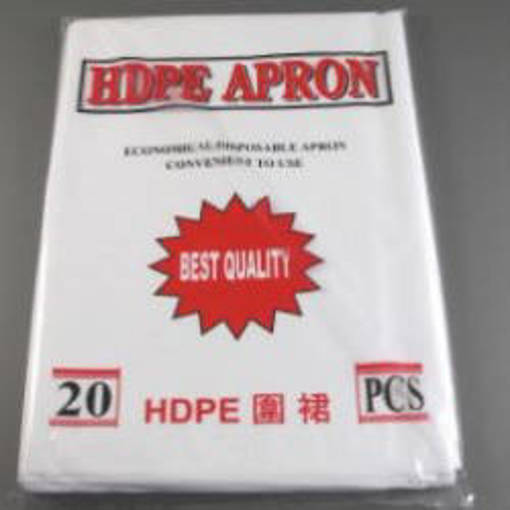 HDPE APRON
ECONOMICAL DISPOSABLE APRON
CONVENIENT TO USE
BEST QUALITY
20 HDPE 圍裙 PCS